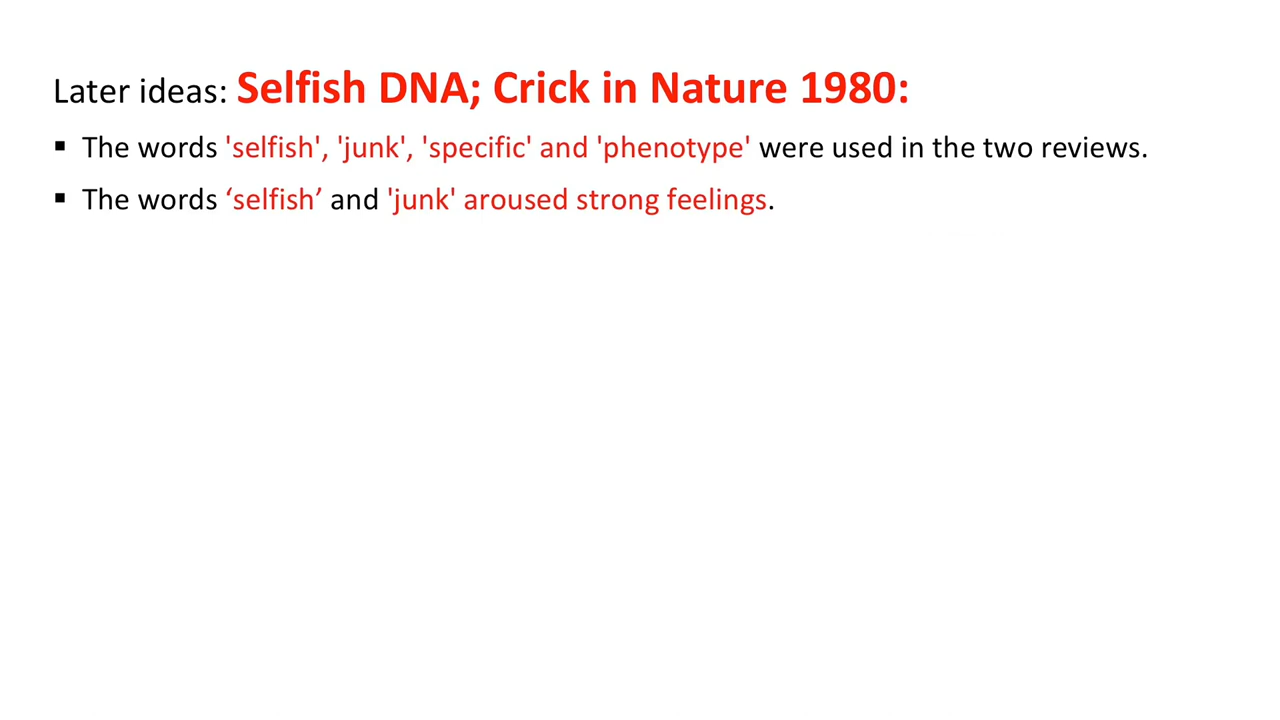 Later ideas: Selfish DNA; Crick in Nature 1980:
▪ The words 'selfish', 'junk', 'specific' and 'phenotype' were used in the two reviews.
▪ The words ‘selfish’ and 'junk' aroused strong feelings.